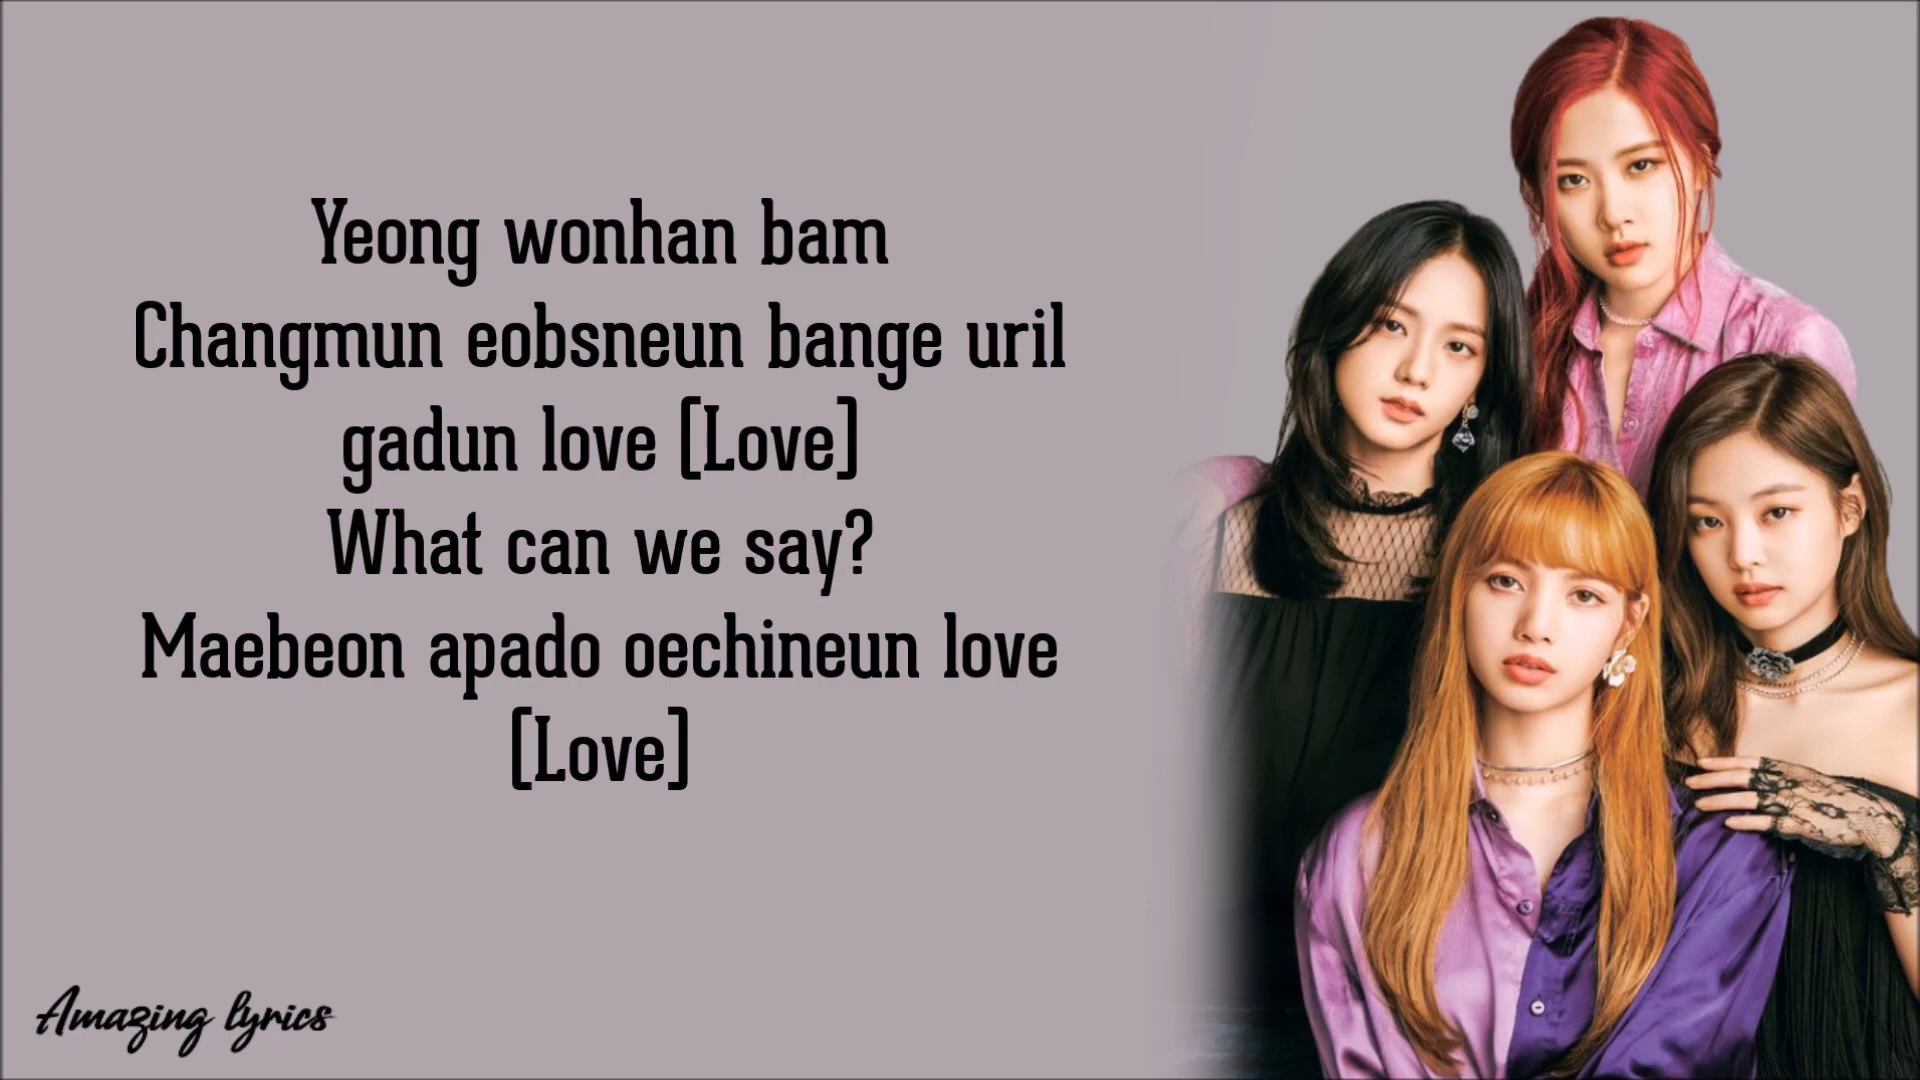 Yeong wonhan bam
Changmun eobsneun bange uril
gadun love [Love]
What can we say?
Maebeon apado oechineun love
[Love]
Amazing lyrics